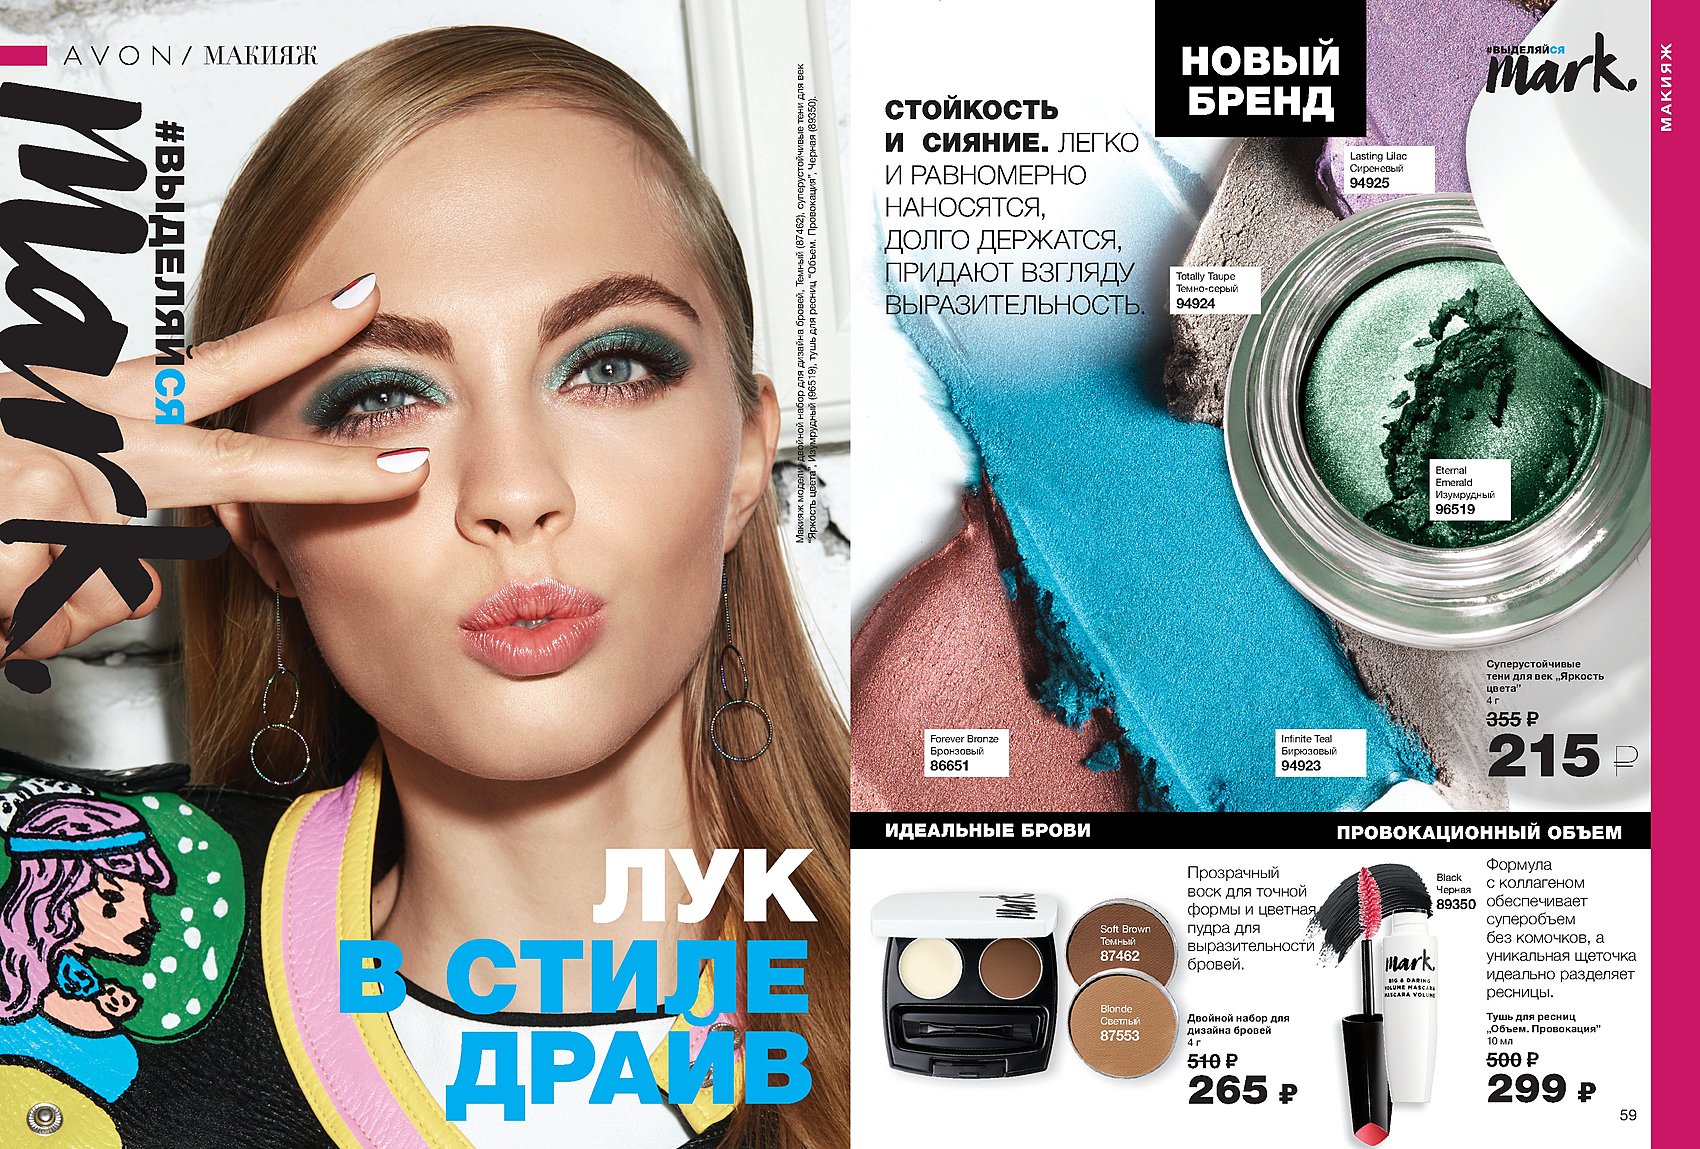 AVON / МАКИЯЖ
mark.
#ВЫДЕЛЯЙСЯ
Макияж модели: двойной набор для дизайна бровей, Темный (87462), суперустойчивые тени для век
"Яркость цвета", Изумрудный (96519), тушь для ресниц "Объем. Провокация", Черная (89350).
ЛУК
В СТИЛЕ
ДРАЙВ
НОВЫЙ
БРЕНД
#ВЫДЕЛЯЙСЯ
mark.
МАКИЯЖ
СТОЙКОСТЬ
И СИЯНИЕ. ЛЕГКО
И РАВНОМЕРНО
НАНОСЯТСЯ,
ДОЛГО ДЕРЖАТСЯ,
ПРИДАЮТ ВЗГЛЯДУ
ВЫРАЗИТЕЛЬНОСТЬ.
Lasting Lilac
Сиреневый
94925
Totally Taupe
Темно-серый
94924
Eternal
Emerald
Изумрудный
96519
Forever Bronze
Бронзовый
86651
Infinite Teal
Бирюзовый
94923
Суперустойчивые
тени для век „Яркость
цвета”
4 г
355 ₽
215 ₽
ИДЕАЛЬНЫЕ БРОВИ
mark.
Soft Brown
Темный
87462
Blonde
Светлый
87553
Прозрачный
воск для точной
формы и цветная
пудра для
выразительности
бровей.
Двойной набор для
дизайна бровей
4 г
510 ₽
265 ₽
ПРОВОКАЦИОННЫЙ ОБЪЕМ
Black
Черная
89350
mark.
BIG & DARING
VOLUME MASCARA
MASCARA VOLUME
Формула
с коллагеном
обеспечивает
суперобъем
без комочков, а
уникальная щеточка
идеально разделяет
ресницы.
Тушь для ресниц
„Объем. Провокация”
10 мл
500 ₽
299 ₽
59